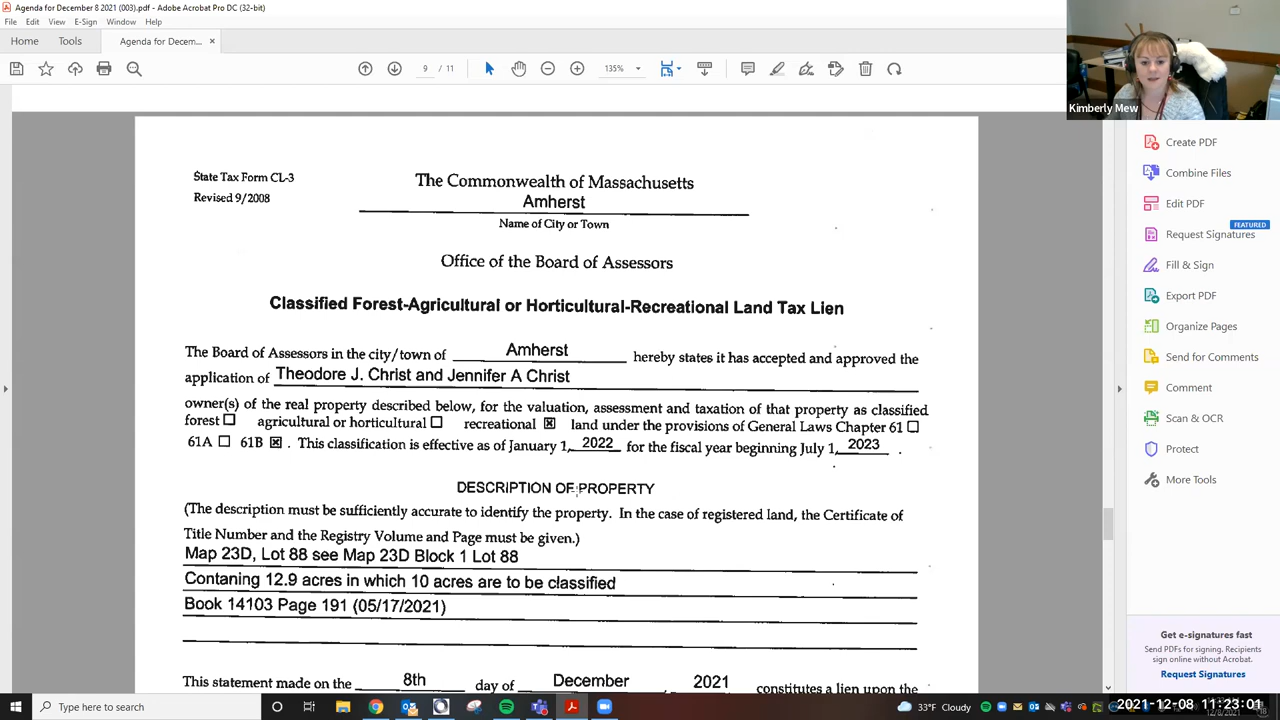 Agenda for December 8 2021 (003).pdf - Adobe Acrobat Pro DC (32-bit)
File Edit View E-Sign Window Help
Home Tools Agenda for Decem... ×
9 / 11 135%
Kimberly Mew
State Tax Form CL-3
Revised 9/2008
The Commonwealth of Massachusetts
Amherst
Name of City or Town
Office of the Board of Assessors
Classified Forest-Agricultural or Horticultural-Recreational Land Tax Lien
The Board of Assessors in the city/town of Amherst hereby states it has accepted and approved the
application of Theodore J. Christ and Jennifer A Christ
owner(s) of the real property described below, for the valuation, assessment and taxation of that property as classified
forest ☐ agricultural or horticultural ☐ recreational ☒ land under the provisions of General Laws Chapter 61 ☐
61A ☐ 61B ☒. This classification is effective as of January 1, 2022 for the fiscal year beginning July 1, 2023.
DESCRIPTION OF PROPERTY
(The description must be sufficiently accurate to identify the property. In the case of registered land, the Certificate of
Title Number and the Registry Volume and Page must be given.)
Map 23D, Lot 88 see Map 23D Block 1 Lot 88
Contaning 12.9 acres in which 10 acres are to be classified
Book 14103 Page 191 (05/17/2021)
This statement made on the 8th day of December, 2021 constitutes a lien upon the
Create PDF
Combine Files
Edit PDF
FEATURED
Request Signatures
Fill & Sign
Export PDF
Organize Pages
Send for Comments
Comment
Scan & OCR
Protect
More Tools
Get e-signatures fast
Send PDFs for signing. Recipients
sign online without Acrobat.
Request Signatures
Type here to search
33°F Cloudy
2021-12-08 11:23:01